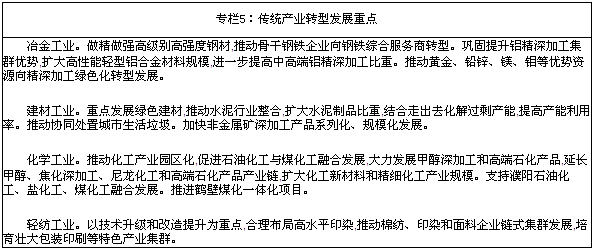 专栏5：传统产业转型发展重点
冶金工业。做精做强高级别高强度钢材,推动骨干钢铁企业向钢铁综合服务商转型。巩固提升铝精深加工集
群优势,扩大高性能轻型铝合金材料规模,进一步提高中高端铝精深加工比重。推动黄金、铅锌、镁、钼等优势资
源向精深加工绿色化转型发展。
建材工业。重点发展绿色建材,推动水泥行业整合,扩大水泥制品比重,结合走出去化解过剩产能,提高产能利用
率。推动协同处置城市生活垃圾。加快非金属矿深加工产品系列化、规模化发展。
化学工业。推动化工产业园区化,促进石油化工与煤化工融合发展,大力发展甲醇深加工和高端石化产品,延长
甲醇、焦化深加工、尼龙化工和高端石化产品产业链,扩大化工新材料和精细化工产业规模。支持濮阳石油化
工、盐化工、煤化工融合发展。推进鹤壁煤化一体化项目。
轻纺工业。以技术升级和改造提升为重点,合理布局高水平印染,推动棉纺、印染和面料企业链式集群发展,培
育壮大包装印刷等特色产业集群。